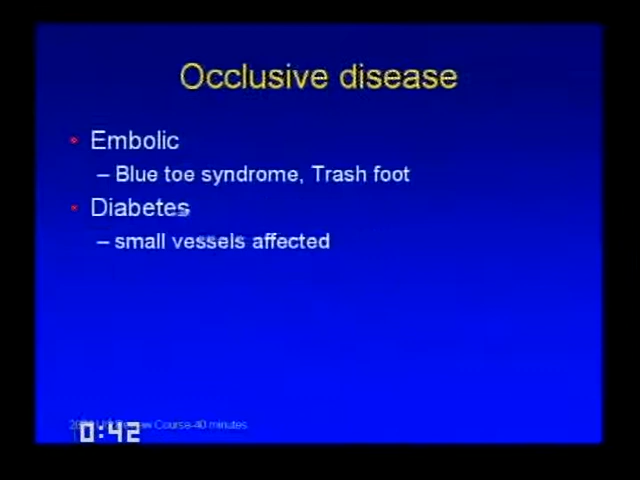 Occlusive disease
• Embolic
– Blue toe syndrome, Trash foot
• Diabetes
– small vessels affected
Course-40 minutes
0:42